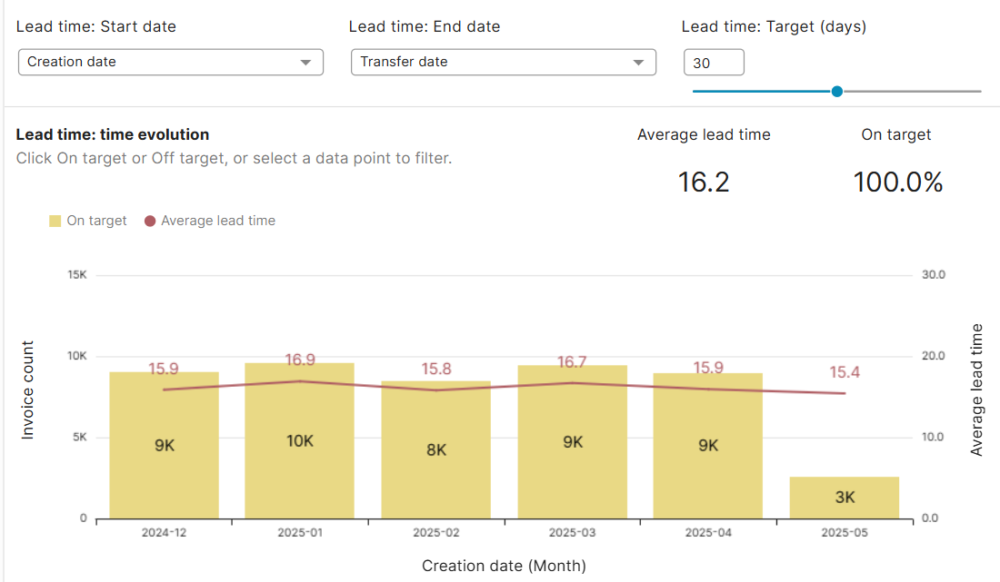 Lead time: Start date
Lead time: End date
Lead time: Target (days)
Creation date
Transfer date
30
Lead time: time evolution
Click On target or Off target, or select a data point to filter.
Average lead time
16.2
On target
100.0%
On target
Average lead time
Invoice count
15K
10K
5K
0
30.0
20.0
10.0
0.0
Average lead time
15.9
16.9
15.8
16.7
15.9
15.4
9K
10K
8K
9K
9K
3K
2024-12
2025-01
2025-02
2025-03
2025-04
2025-05
Creation date (Month)